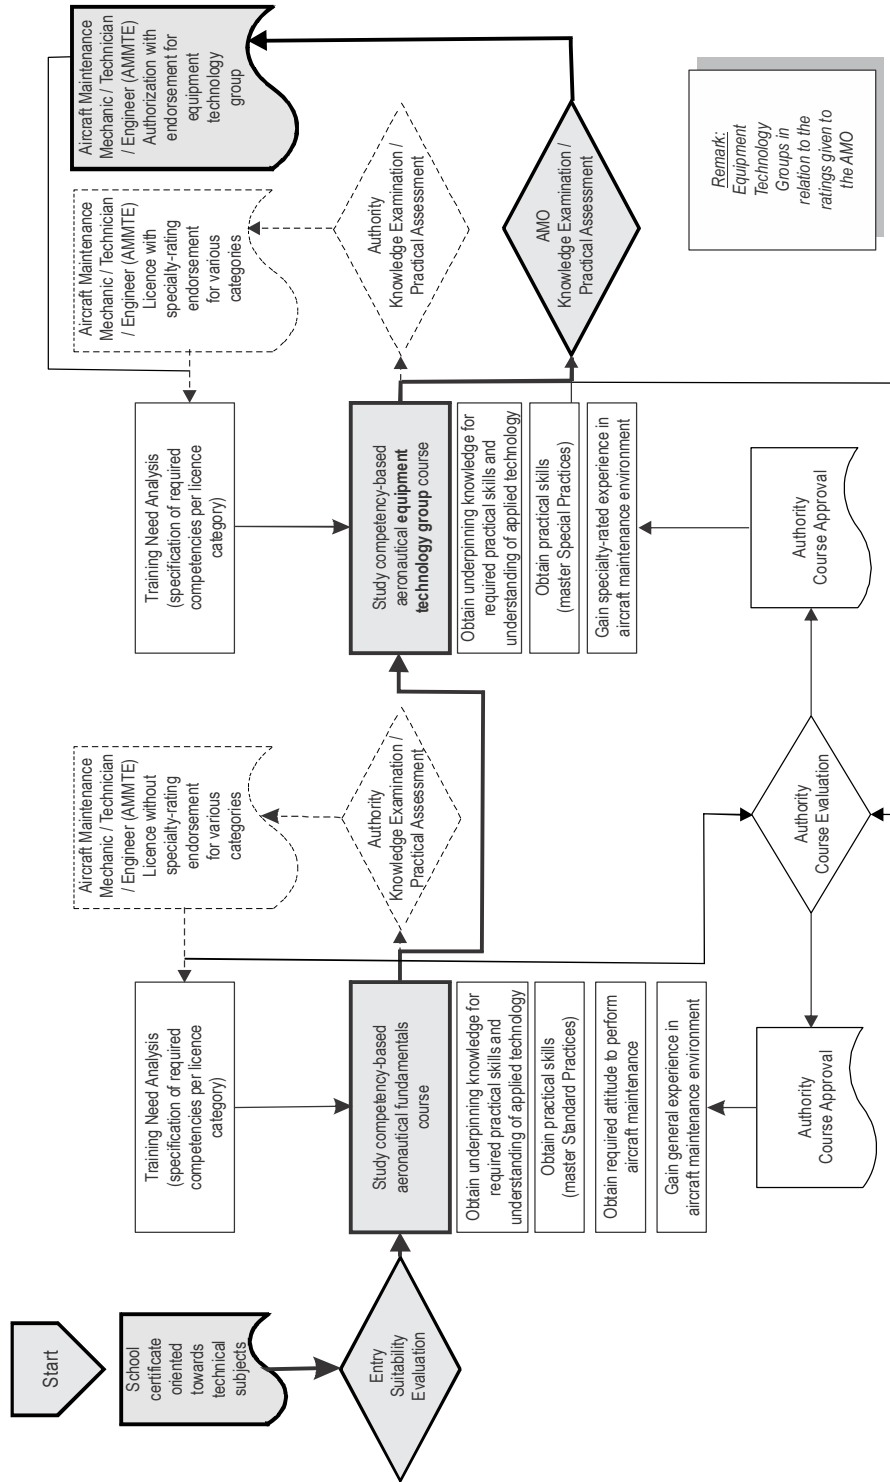 Start
School
certificate
oriented
towards
technical
subjects
Entry
Suitability
Evaluation
Training Need Analysis
(specification of required
competencies per licence
category)
Study competency-based
aeronautical fundamentals
course
Obtain underpinning knowledge for
required practical skills and
understanding of applied technology
Obtain practical skills
(master Standard Practices)
Obtain required attitude to perform
aircraft maintenance
Gain general experience in
aircraft maintenance environment
Authority
Course Approval
Aircraft Maintenance
Mechanic / Technician
/ Engineer (AMMTE)
Licence without
specialty-rating
endorsement
for various
categories
Authority
Knowledge Examination /
Practical Assessment
Authority
Course Evaluation
Training Need Analysis
(specification of required
competencies per licence
category)
Study competency-based
aeronautical equipment
technology group course
Obtain underpinning knowledge for
required practical skills and
understanding of applied technology
Obtain practical skills
(master Special Practices)
Gain specialty-rated experience in
aircraft maintenance environment
Authority
Course Approval
Aircraft Maintenance
Mechanic / Technician
/ Engineer (AMMTE)
Licence with
specialty-rating
endorsement
for various
categories
Authority
Knowledge Examination /
Practical Assessment
Aircraft Maintenance
Mechanic / Technician
/ Engineer (AMMTE)
Authorization with
endorsement for
equipment
technology
group
AMO
Knowledge Examination /
Practical Assessment
Remark:
Equipment
Technology
Groups in
relation to the
ratings given to
the AMO